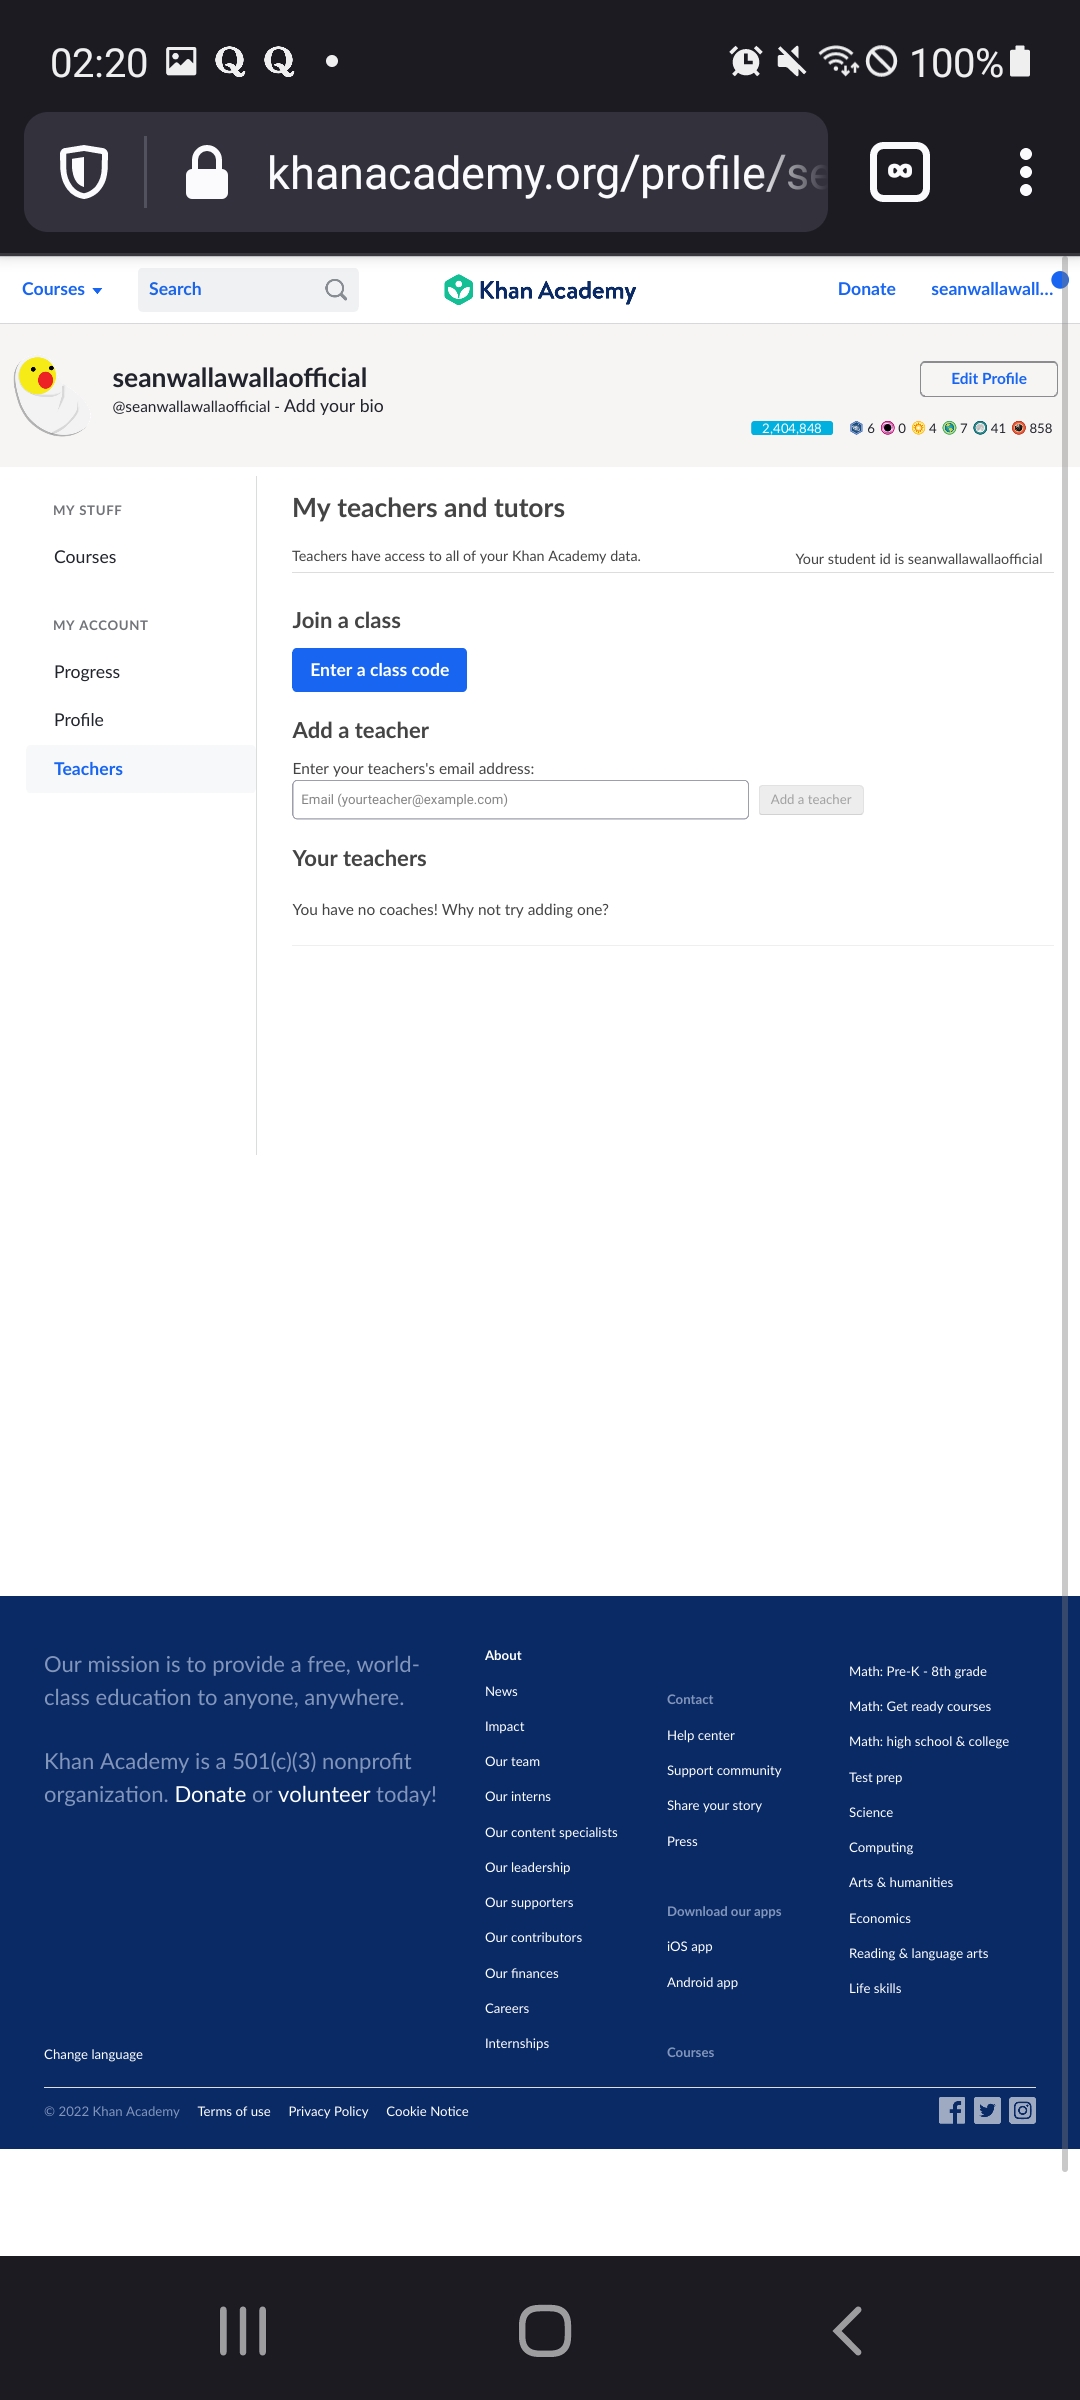 02:20
100%
khanacademy.org/profile/se
Courses
Search
Khan Academy
Donate
seanwallawall...
seanwallawallaofficial
@seanwallawallaofficial - Add your bio
Edit Profile
2,404,848 6 0 4 7 41 858
MY STUFF
Courses
MY ACCOUNT
Progress
Profile
Teachers
My teachers and tutors
Teachers have access to all of your Khan Academy data.
Your student id is seanwallawallaofficial
Join a class
Enter a class code
Add a teacher
Enter your teachers's email address:
Email (yourteacher@example.com)
Add a teacher
Your teachers
You have no coaches! Why not try adding one?
Our mission is to provide a free, world-
class education to anyone, anywhere.
Khan Academy is a 501(c)(3) nonprofit
organization. Donate or volunteer today!
About
News
Impact
Our team
Our interns
Our content specialists
Our leadership
Our supporters
Our contributors
Our finances
Careers
Internships
Contact
Help center
Support community
Share your story
Press
Download our apps
iOS app
Android app
Courses
Math: Pre-K - 8th grade
Math: Get ready courses
Math: high school & college
Test prep
Science
Computing
Arts & humanities
Economics
Reading & language arts
Life skills
Change language
© 2022 Khan Academy
Terms of use
Privacy Policy
Cookie Notice